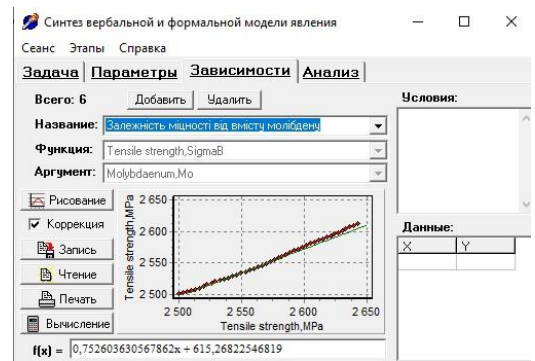 Синтез вербальной и формальной модели явления
Сеанс Этапы Справка
Задача Параметры Зависимости Анализ
Всего: 6 Добавить Удалить
Условия:
Название: Залежність міцності від вмісту молібдену
Функция: Tensile strength,SigmaB
Аргумент: Molybdaenum,Mo
Рисование
Коррекция
Запись
Чтение
Печать
Вычисление
Tensile strength,MPa
2 650
2 600
2 550
2 500
2 500 2 550 2 600 2 650
Tensile strength,MPa
Данные:
X Y
f(x) = 0,752603630567862x + 615,26822546819